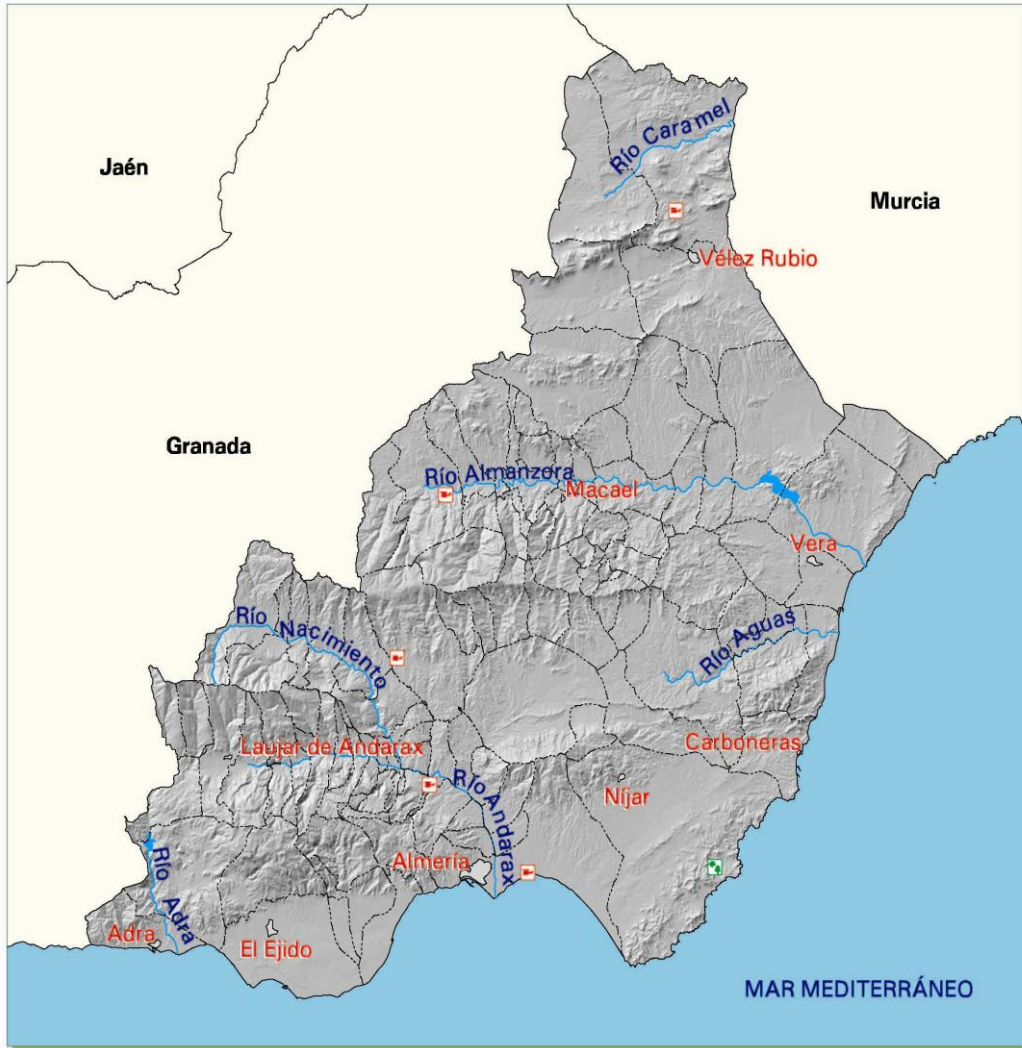 Río Caramel
Jaén
Murcia
Vélez Rubio
Granada
Río Almanzora
Macael
Vera
Río Nacimiento
Río Aguas
Laujar de Andarax
Carboneras
Río Andarax
Níjar
Almería
Río Adra
Adra
El Ejido
MAR MEDITERRÁNEO